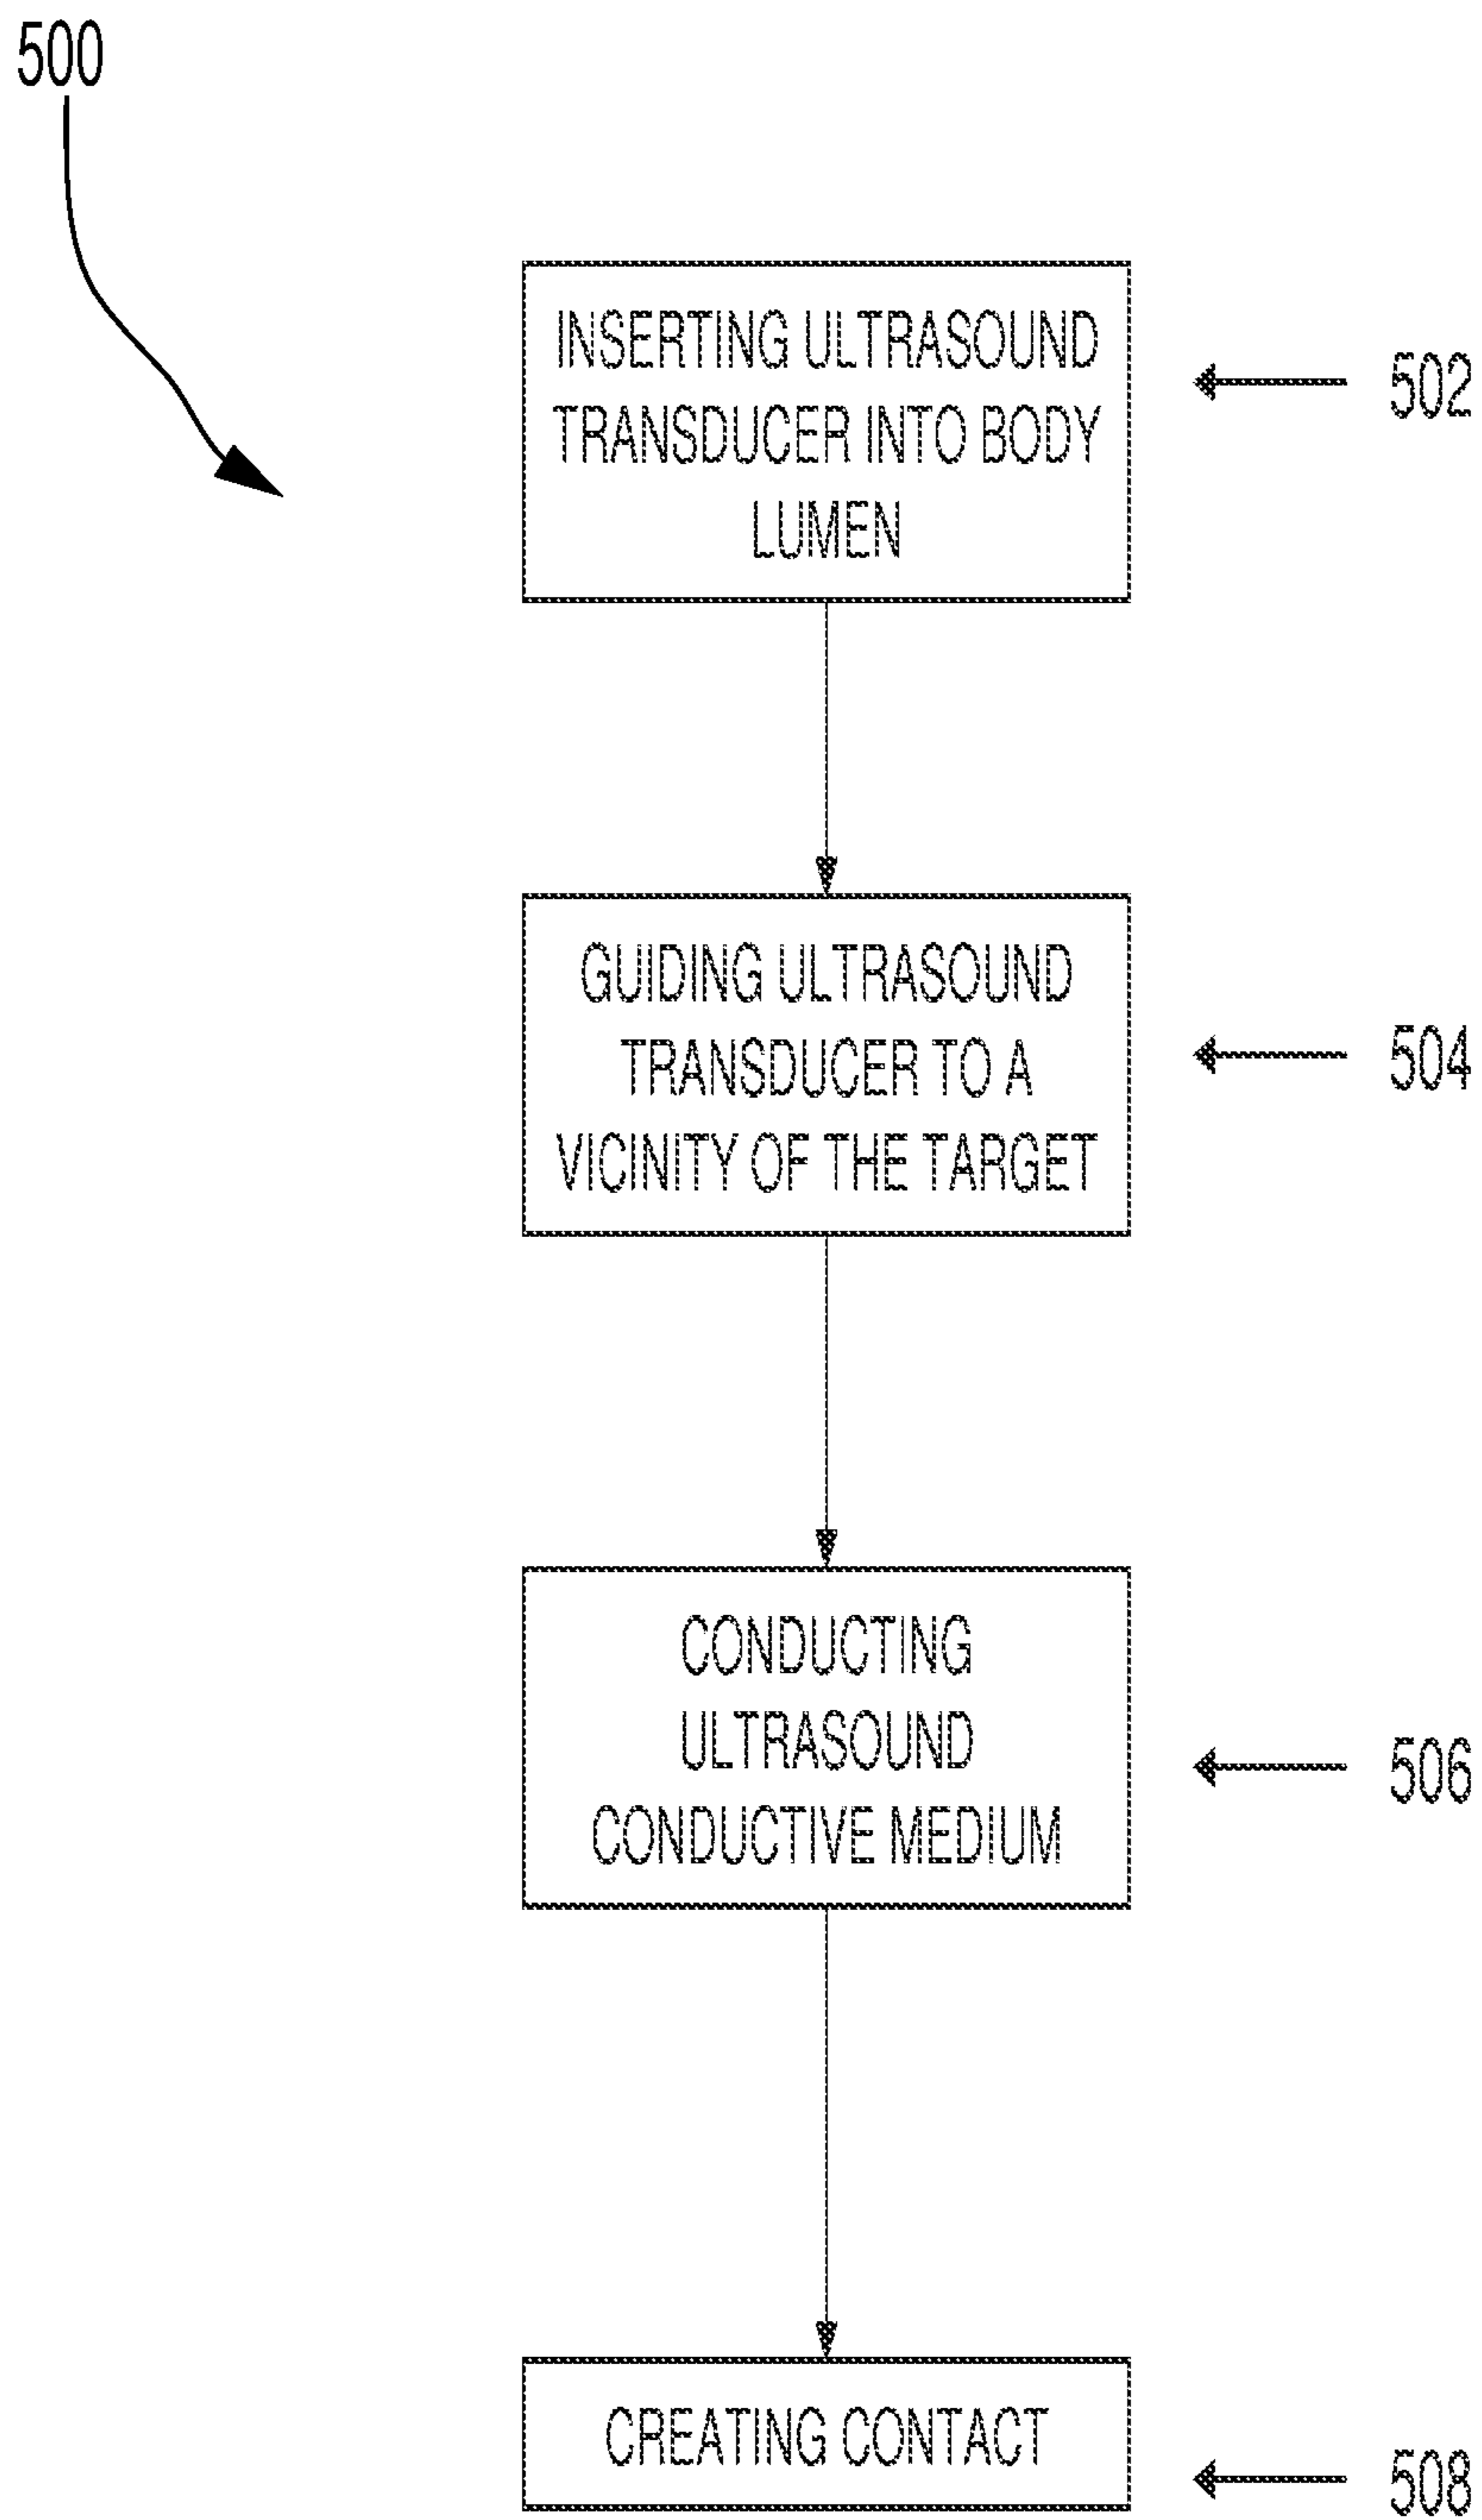 500
INSERTING ULTRASOUND
TRANSDUCER INTO BODY
LUMEN
502
GUIDING ULTRASOUND
TRANSDUCER TO A
VICINITY OF THE TARGET
504
CONDUCTING
ULTRASOUND
CONDUCTIVE MEDIUM
506
CREATING CONTACT
508